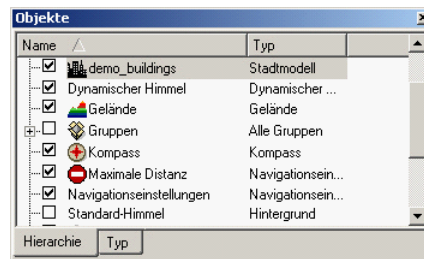 Objekte
Name Typ
demo_buildings Stadtmodell
Dynamischer Himmel Dynamischer ...
Gelände Gelände
Gruppen Alle Gruppen
Kompass Kompass
Maximale Distanz Navigationsein...
Navigationseinstellungen Navigationsein...
Standard-Himmel Hintergrund
Hierarchie Typ